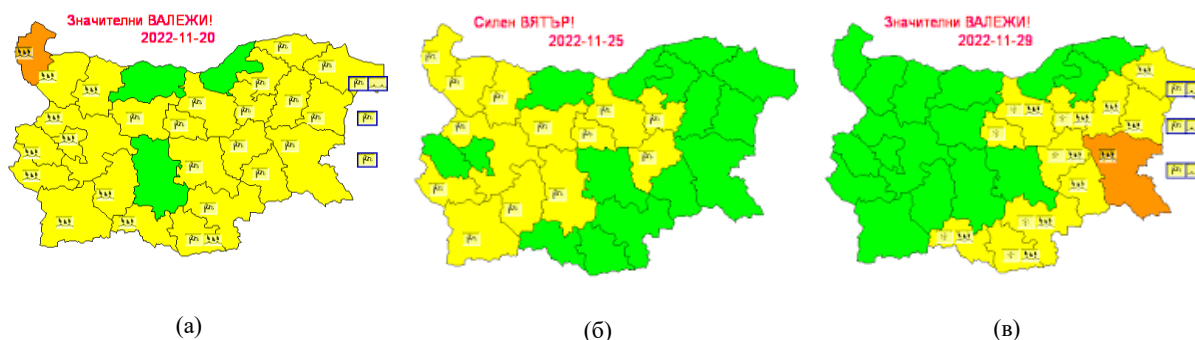 Значителни ВАЛЕЖИ!
2022-11-20
Силен ВЯТЪР!
2022-11-25
Значителни ВАЛЕЖИ!
2022-11-29
(а)
(б)
(в)